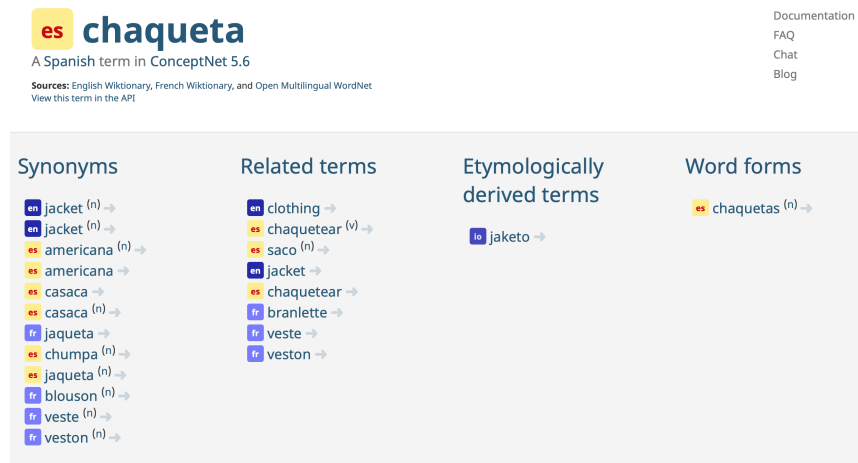 es chaqueta
A Spanish term in ConceptNet 5.6
Sources: English Wiktionary, French Wiktionary, and Open Multilingual WordNet
View this term in the API
Documentation
FAQ
Chat
Blog
Synonyms
en jacket (n) ➜
en jacket (n) ➜
es americana (n) ➜
es americana ➜
es casaca ➜
es casaca (n) ➜
fr jaqueta ➜
es chumpa (n) ➜
es jaqueta (n) ➜
fr blouson (n) ➜
fr veste (n) ➜
fr veston (n) ➜
Related terms
en clothing ➜
es chaquetear (v) ➜
es saco (n) ➜
en jacket ➜
es chaquetear ➜
fr branlette ➜
fr veste ➜
fr veston ➜
Etymologically
derived terms
io jaketo ➜
Word forms
es chaquetas (n) ➜